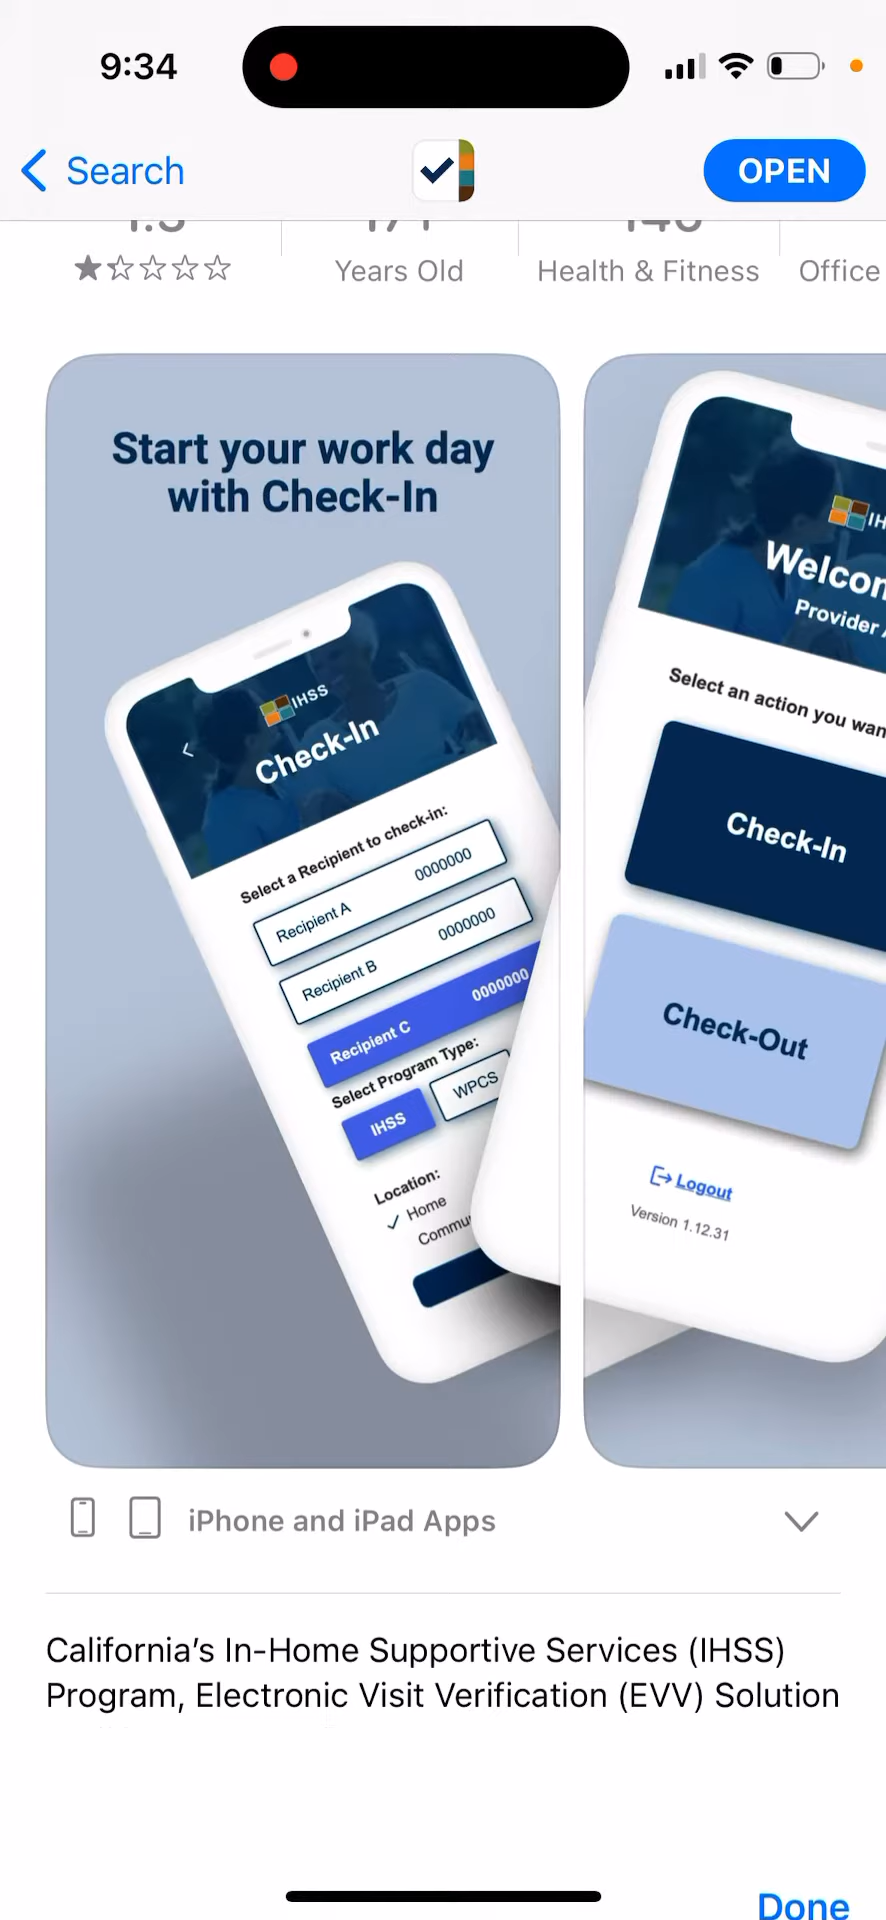 9:34
Search
OPEN
Years Old
Health & Fitness
Office
Start your work day
with Check-In
IHSS
Check-In
Select a Recipient to check-in:
Recipient A 0000000
Recipient B 0000000
Recipient C 0000000
Select Program Type:
IHSS
WPCS
Location:
Home
Commu
IH
Welcom
Provider
Select an action you wan
Check-In
Check-Out
Logout
Version 1.12.31
iPhone and iPad Apps
California's In-Home Supportive Services (IHSS)
Program, Electronic Visit Verification (EVV) Solution
Done